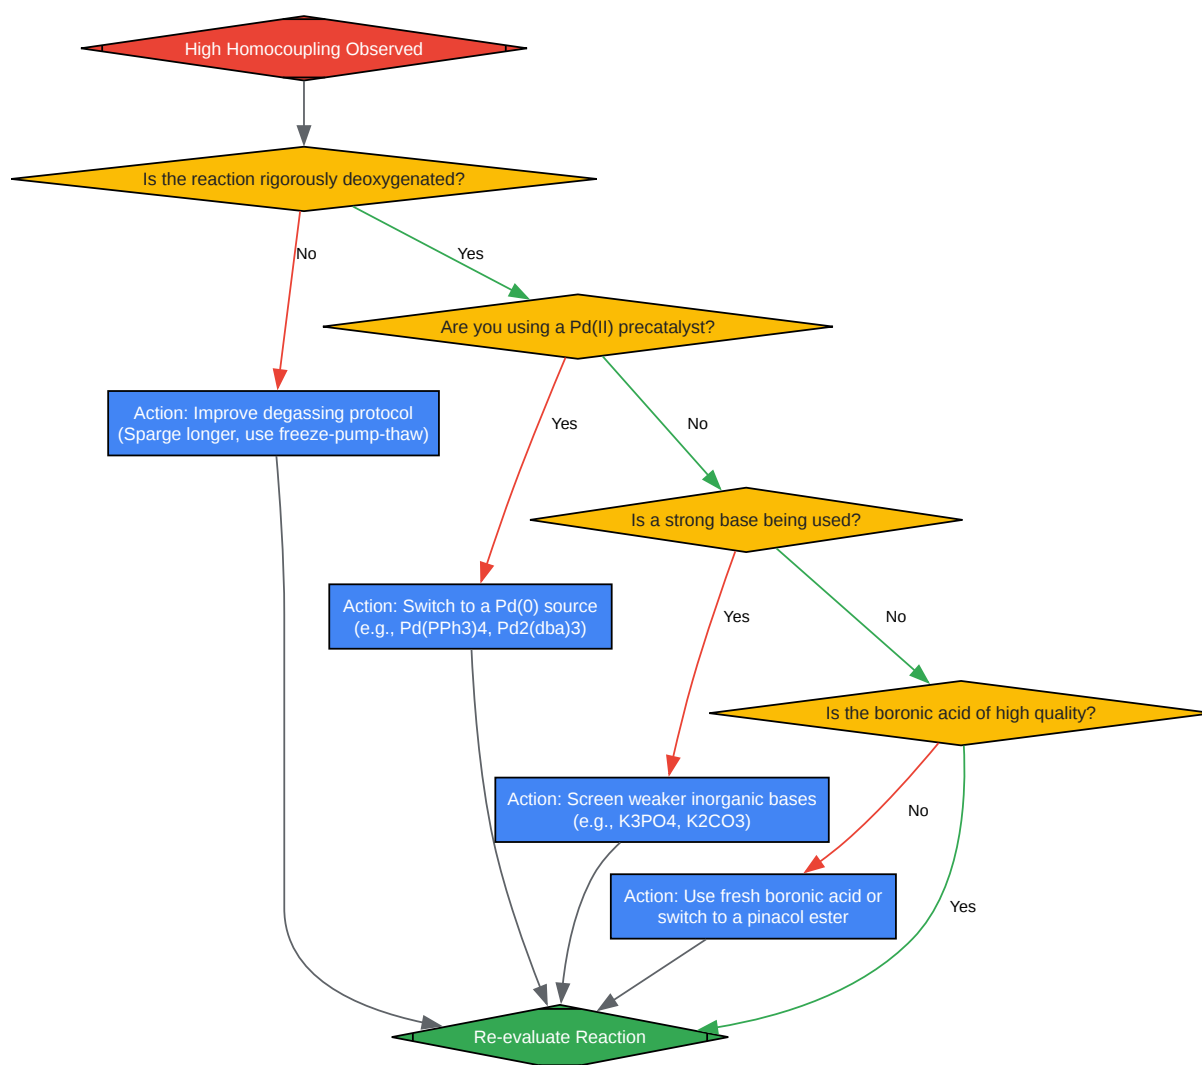 High Homocoupling Observed
Is the reaction rigorously deoxygenated?
No
Yes
Are you using a Pd(II) precatalyst?
Action: Improve degassing protocol
(Sparge longer, use freeze-pump-thaw)
Yes
No
Is a strong base being used?
Action: Switch to a Pd(0) source
(e.g., Pd(PPh3)4, Pd2(dba)3)
Yes
No
Is the boronic acid of high quality?
Action: Screen weaker inorganic bases
(e.g., K3PO4, K2CO3)
No
Action: Use fresh boronic acid or
switch to a pinacol ester
Yes
Re-evaluate Reaction